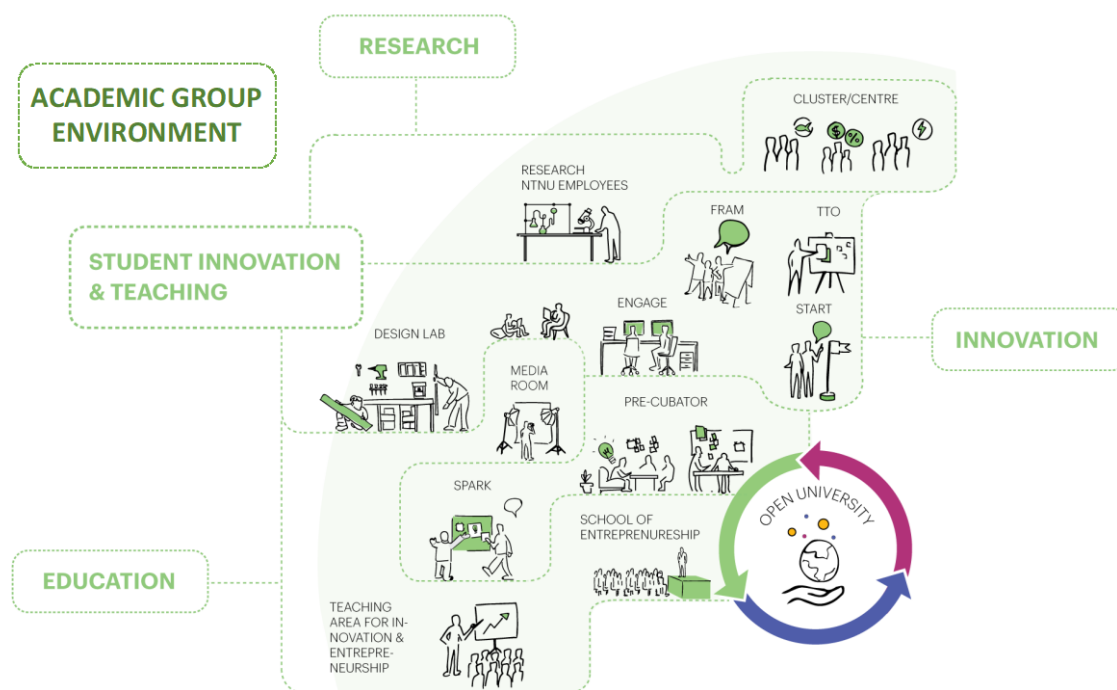 RESEARCH
ACADEMIC GROUP
ENVIRONMENT
CLUSTER/CENTRE
$
%
RESEARCH
NTNU EMPLOYEES
FRAM
TTO
STUDENT INNOVATION
& TEACHING
ENGAGE
START
DESIGN LAB
INNOVATION
MEDIA
ROOM
PRE-CUBATOR
SPARK
OPEN UNIVERSITY
SCHOOL OF
ENTREPRENURESHIP
EDUCATION
TEACHING
AREA FOR IN-
NOVATION &
ENTREPRE-
NEURSHIP